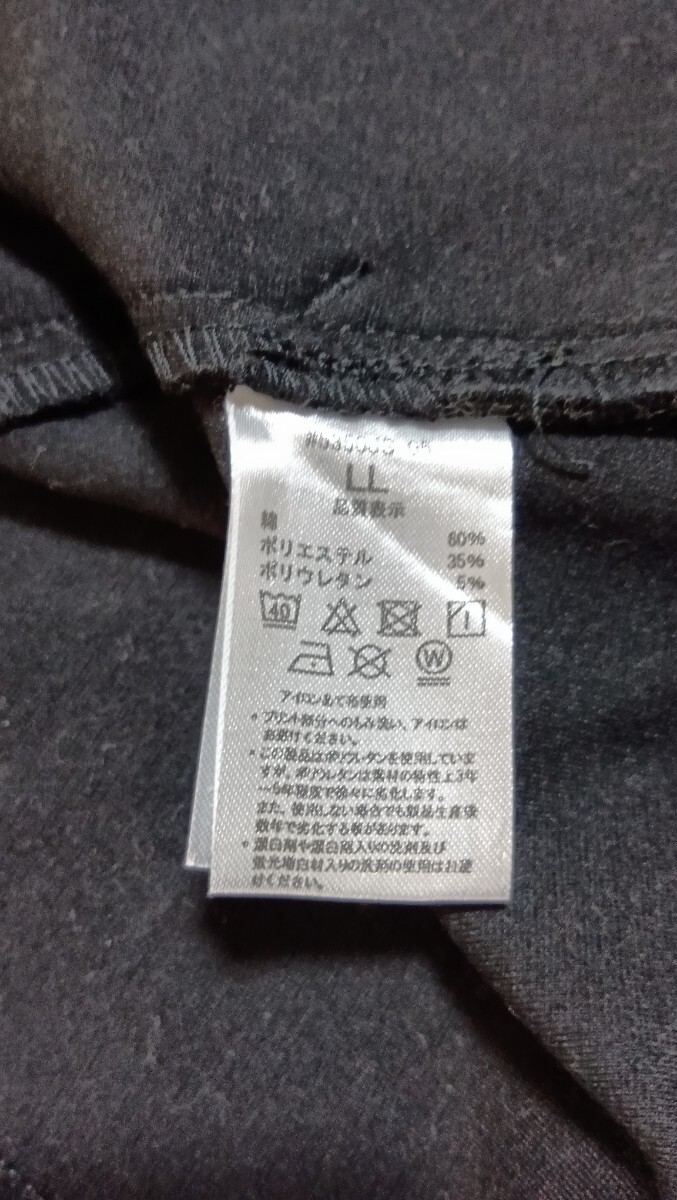 LL
品質表示
綿 60%
ポリエステル 35%
ポリウレタン 5%
40
W
アイロンあて布使用
* プリント部分へのもみ洗い、アイロンは
お避けください。
* この製品はポリウレタンを使用していま
すが、ポリウレタンは素材の特性上3年
〜5年程度で徐々に劣化します。
また、使用しない場合でも製品生産後
数年で劣化する事があります。
* 漂白剤や漂白剤入りの洗剤及び
蛍光増白材入りの洗剤の使用はお避
けください。